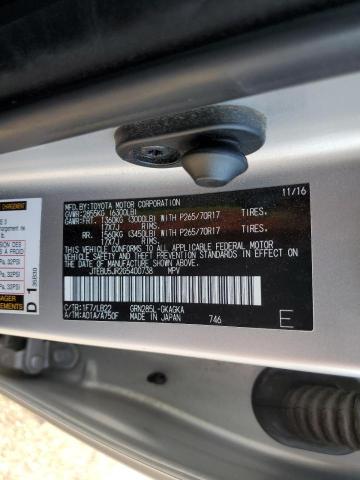 MFD.BY:TOYOTA MOTOR CORPORATION 11/16
GVWR:2855KG (6300LB)
GAWR:FRT. 1360KG (3000LB) WITH P265/70R17 TIRES,
17X7J RIMS.
RR. 1560KG (3450LB) WITH P265/70R17 TIRES,
17X7J RIMS.
THIS VEHICLE CONFORMS TO ALL APPLICABLE FEDERAL MOTOR
VEHICLE SAFETY STANDARDS IN EFFECT ON
THE DATE OF MANUFACTURE SHOWN ABOVE.
JTEBU5JR2G5400738 MPV
C/TR:1F7/LB22 GRN285L-GKAGKA
A/TM:A01A/A750F MADE IN JAPAN 746 E
, 32PSI
, 32PSI
D